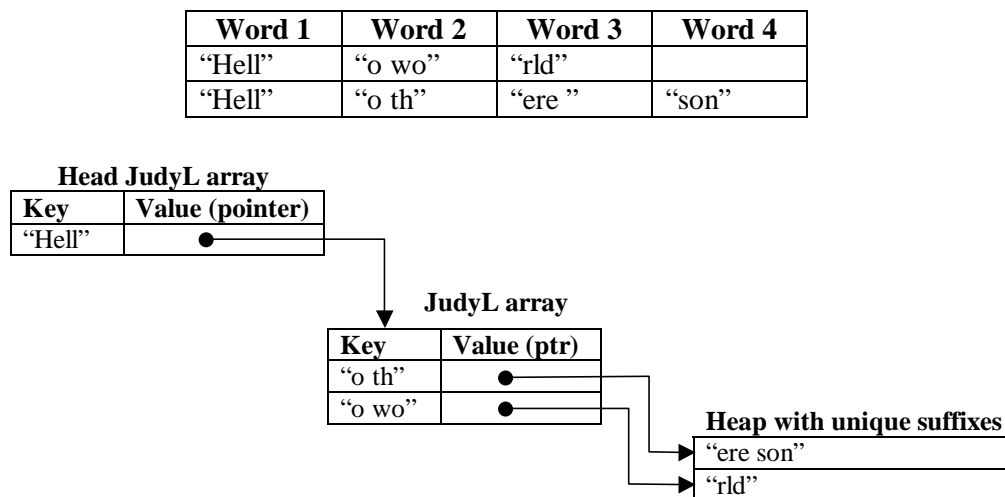 Word 1 Word 2 Word 3 Word 4
“Hell” “o wo” “rld”
“Hell” “o th” “ere ” “son”
Head JudyL array
Key Value (pointer)
“Hell”
JudyL array
Key Value (ptr)
“o th”
“o wo”
Heap with unique suffixes
“ere son”
“rld”